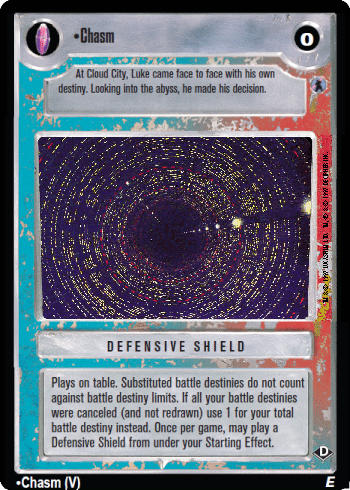 •Chasm
0
At Cloud City, Luke came face to face with his own
destiny. Looking into the abyss, he made his decision.
DEFENSIVE SHIELD
Plays on table. Substituted battle destinies do not count
against battle destiny limits. If all your battle destinies
were canceled (and not redrawn) use 1 for your total
battle destiny instead. Once per game, may play a
Defensive Shield from under your Starting Effect.
D
•Chasm (V)
E